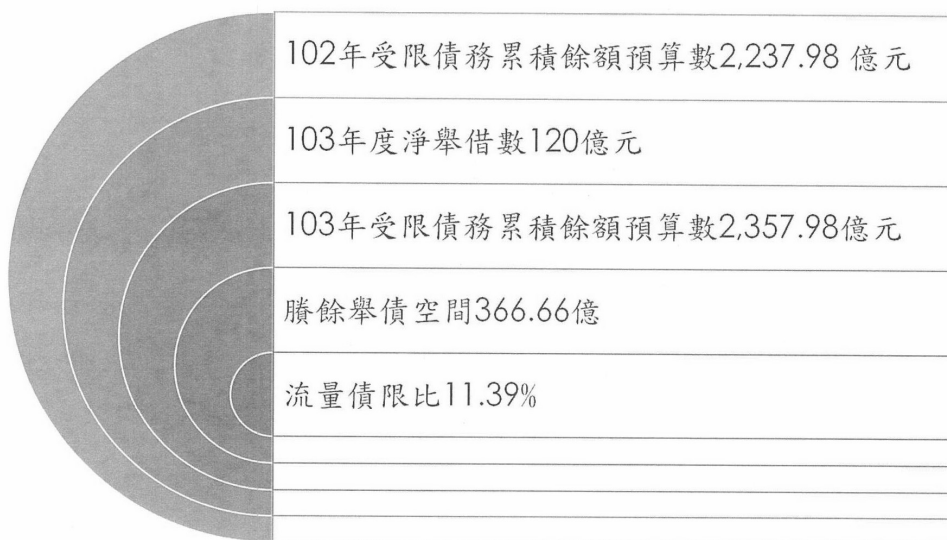 102年受限債務累積餘額預算數2,237.98 億元
103年度淨舉借數120億元
103年受限債務累積餘額預算數2,357.98億元
賸餘舉債空間366.66億
流量債限比11.39%